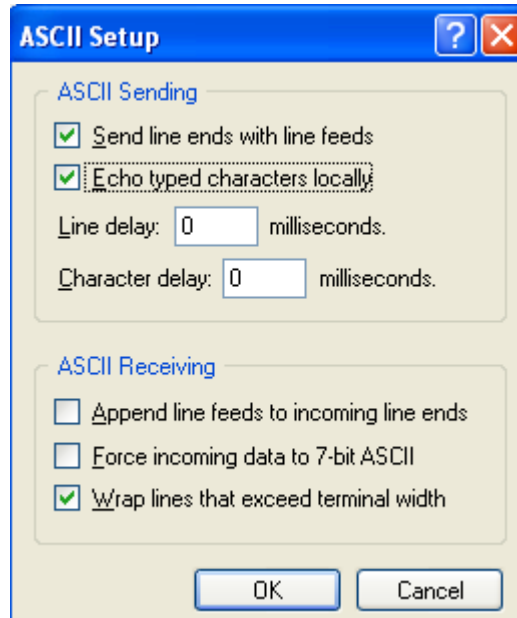 ASCII Setup
ASCII Sending
Send line ends with line feeds
Echo typed characters locally
Line delay: 0 milliseconds.
Character delay: 0 milliseconds.
ASCII Receiving
Append line feeds to incoming line ends
Force incoming data to 7-bit ASCII
Wrap lines that exceed terminal width
OK Cancel